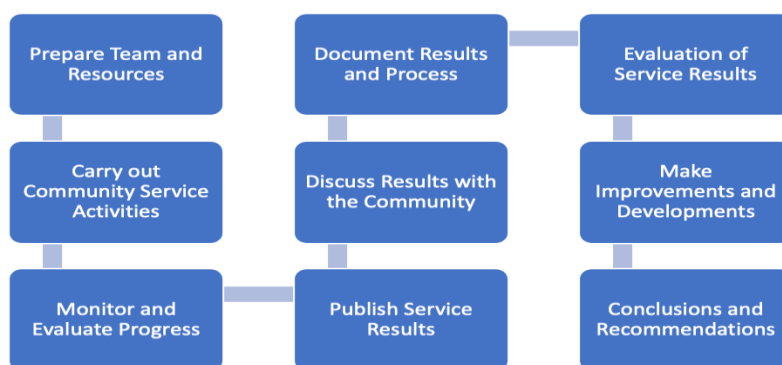 Prepare Team and
Resources
Carry out
Community Service
Activities
Monitor and
Evaluate Progress
Publish Service
Results
Discuss Results with
the Community
Document Results
and Process
Evaluation of
Service Results
Make
Improvements and
Developments
Conclusions and
Recommendations